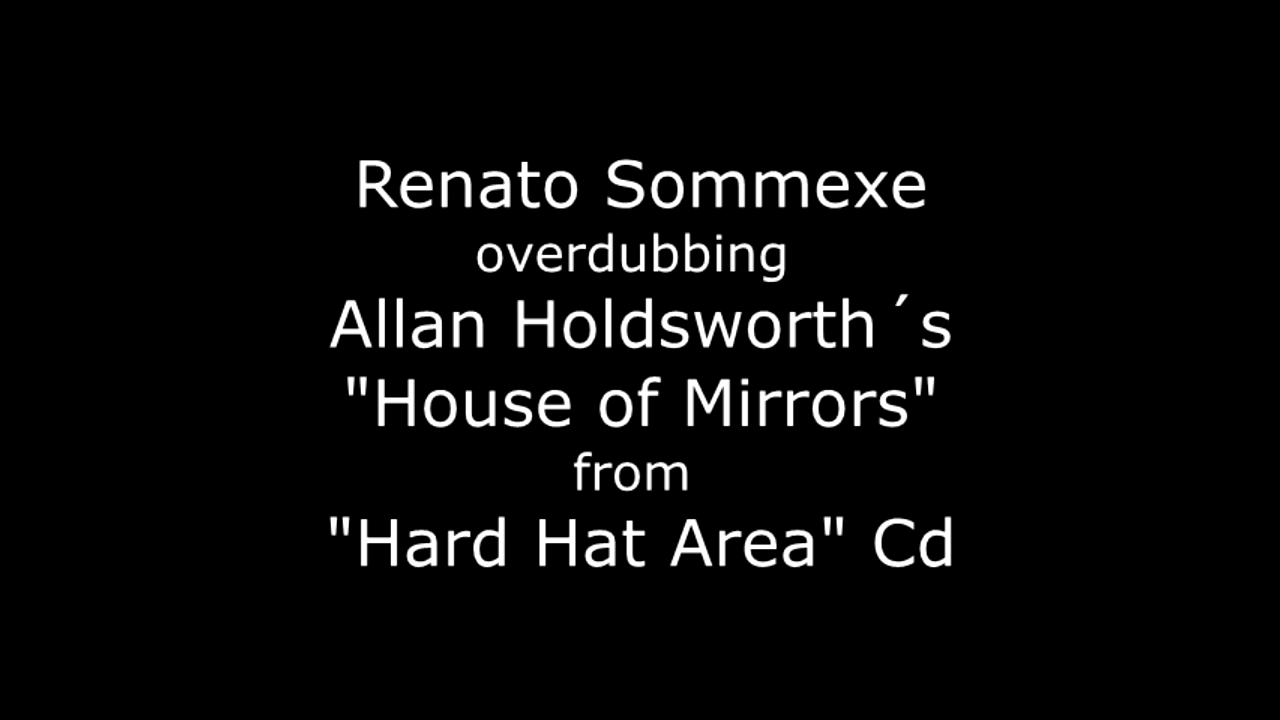 Renato Sommexe
overdubbing
Allan Holdsworth´s
"House of Mirrors"
from
"Hard Hat Area" Cd